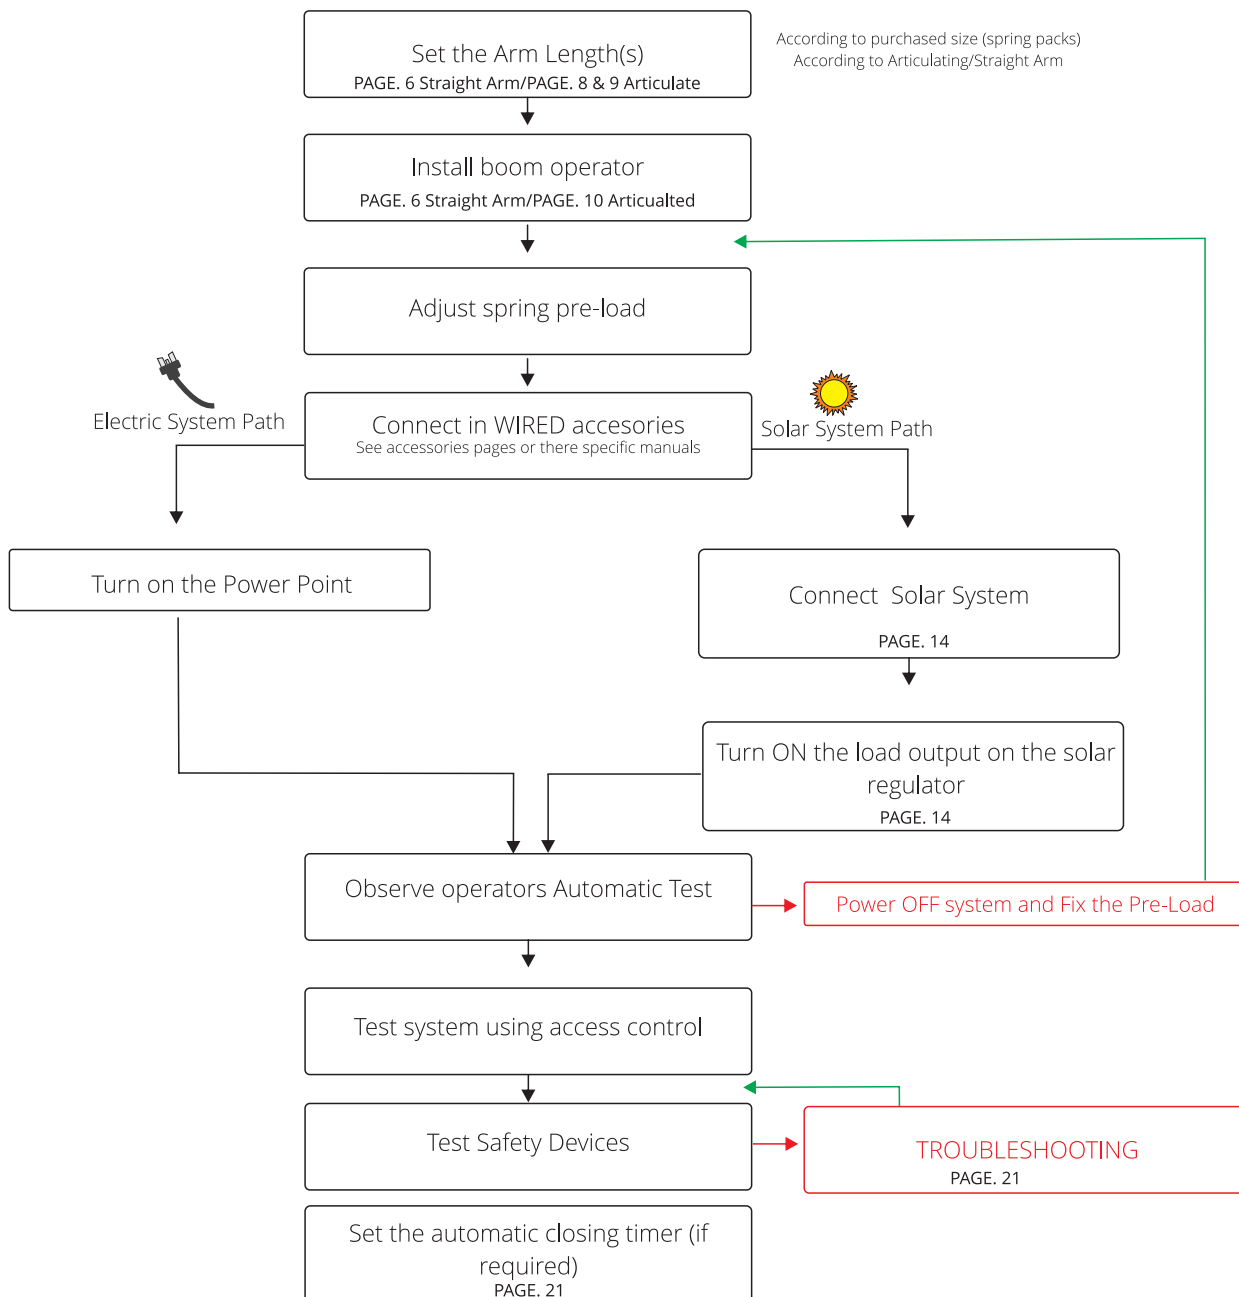 Set the Arm Length(s)
PAGE. 6 Straight Arm/PAGE. 8 & 9 Articulate
According to purchased size (spring packs)
According to Articulating/Straight Arm
Install boom operator
PAGE. 6 Straight Arm/PAGE. 10 Articualted
Adjust spring pre-load
Electric System Path
Connect in WIRED accesories
See accessories pages or there specific manuals
Solar System Path
Turn on the Power Point
Connect Solar System
PAGE. 14
Turn ON the load output on the solar
regulator
PAGE. 14
Observe operators Automatic Test
Power OFF system and Fix the Pre-Load
Test system using access control
Test Safety Devices
TROUBLESHOOTING
PAGE. 21
Set the automatic closing timer (if
required)
PAGE. 21